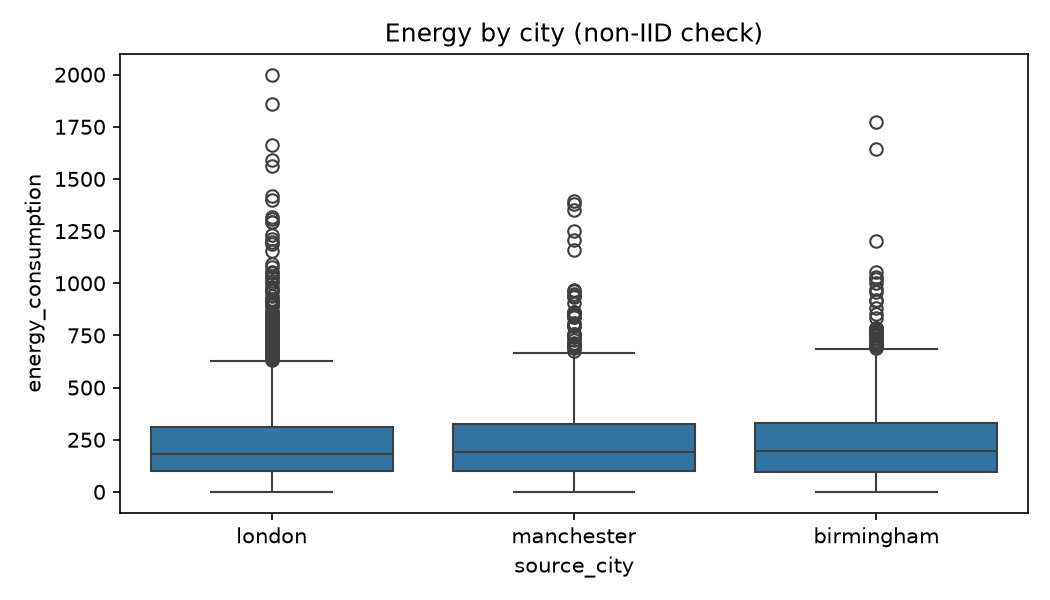 Energy by city (non-IID check)
2000
1750
1500
1250
1000
750
500
250
0
energy_consumption
london manchester birmingham
source_city